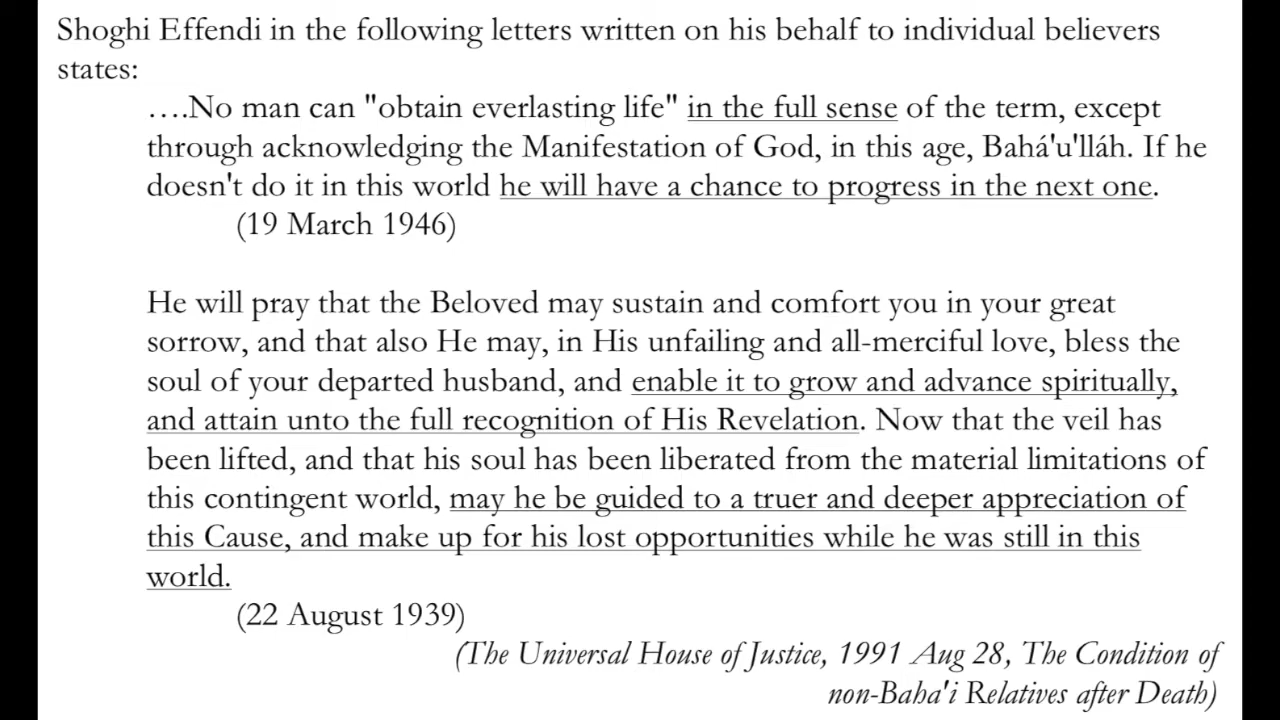 Shoghi Effendi in the following letters written on his behalf to individual believers
states:
….No man can "obtain everlasting life" in the full sense of the term, except
through acknowledging the Manifestation of God, in this age, Bahá'u'lláh. If he
doesn't do it in this world he will have a chance to progress in the next one.
(19 March 1946)
He will pray that the Beloved may sustain and comfort you in your great
sorrow, and that also He may, in His unfailing and all-merciful love, bless the
soul of your departed husband, and enable it to grow and advance spiritually,
and attain unto the full recognition of His Revelation. Now that the veil has
been lifted, and that his soul has been liberated from the material limitations of
this contingent world, may he be guided to a truer and deeper appreciation of
this Cause, and make up for his lost opportunities while he was still in this
world.
(22 August 1939)
(The Universal House of Justice, 1991 Aug 28, The Condition of
non-Baha'i Relatives after Death)